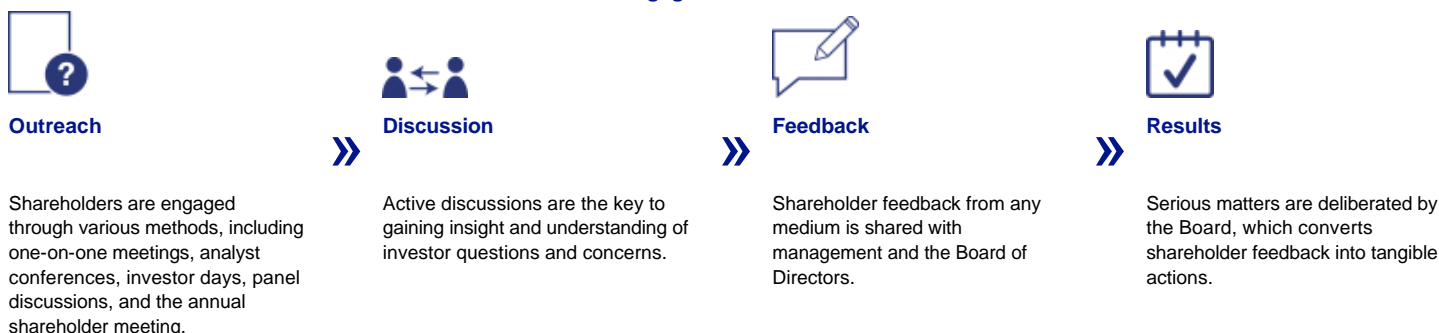 ?
Outreach
Discussion
Feedback
Results
Shareholders are engaged
through various methods, including
one-on-one meetings, analyst
conferences, investor days, panel
discussions, and the annual
shareholder meeting.
Active discussions are the key to
gaining insight and understanding of
investor questions and concerns.
Shareholder feedback from any
medium is shared with
management and the Board of
Directors.
Serious matters are deliberated by
the Board, which converts
shareholder feedback into tangible
actions.